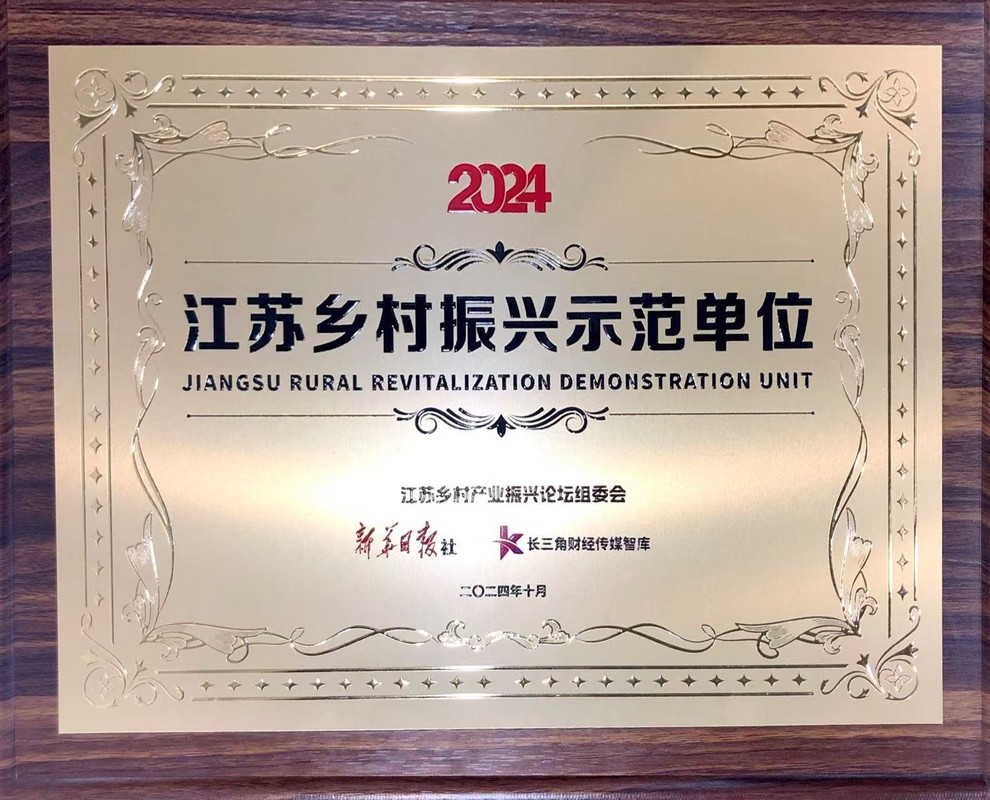 2024
江苏乡村振兴示范单位
JIANGSU RURAL REVITALIZATION DEMONSTRATION UNIT
江苏乡村产业振兴论坛组委会
新华日报社 长三角财经传媒智库
二〇二四年十月